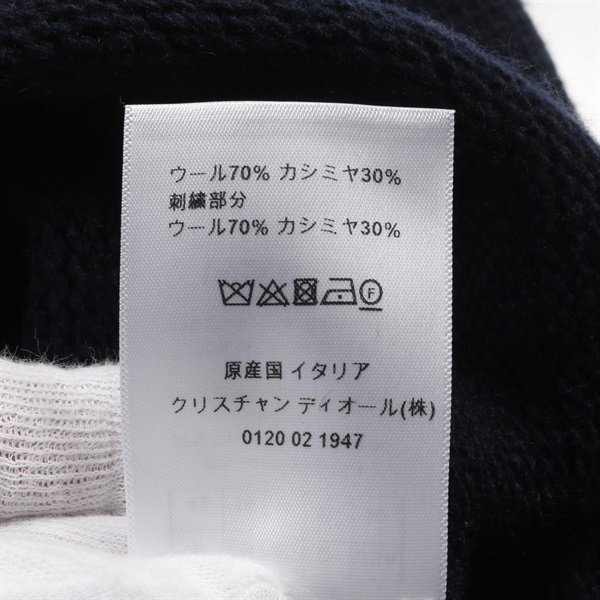 ウール70% カシミヤ30%
刺繍部分
ウール70% カシミヤ30%
F
原産国 イタリア
クリスチャン ディオール(株)
0120 02 1947